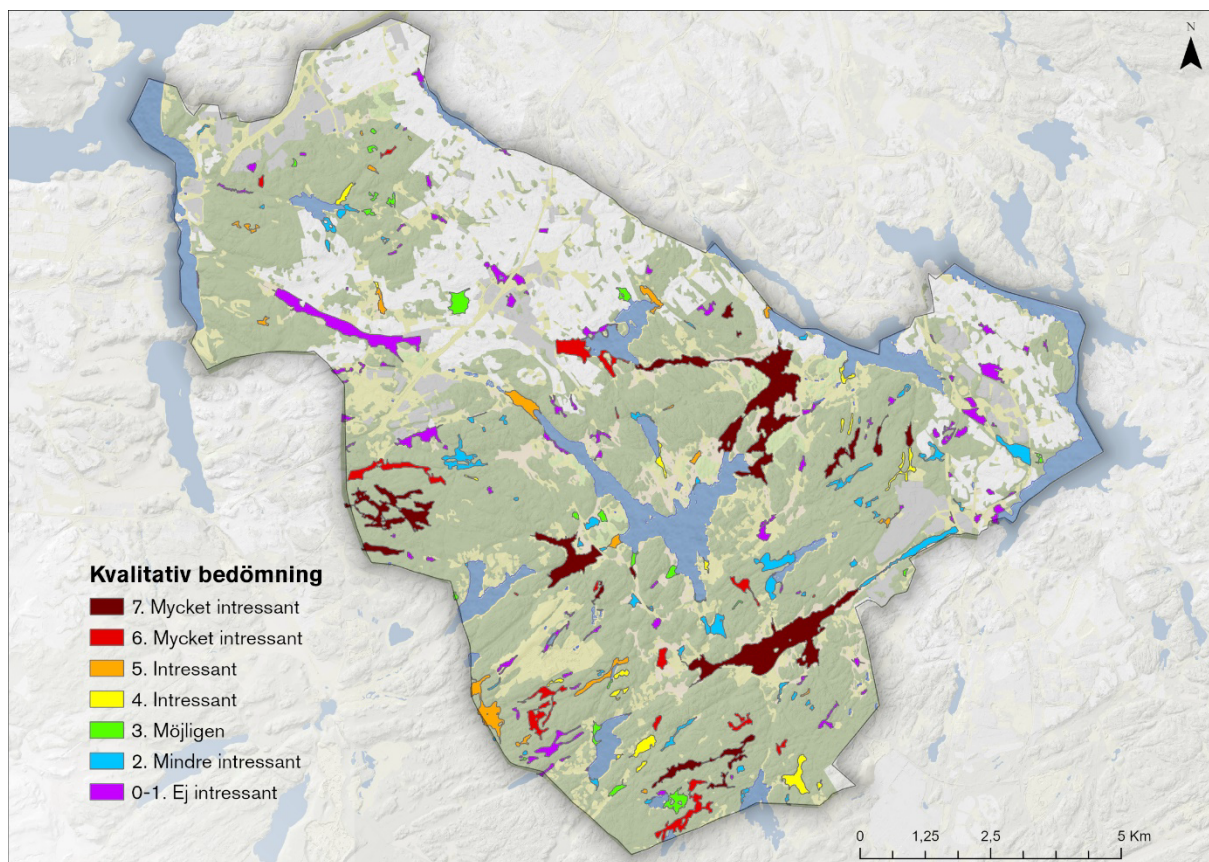 N
Kvalitativ bedömning
7. Mycket intressant
6. Mycket intressant
5. Intressant
4. Intressant
3. Möjligen
2. Mindre intressant
0-1. Ej intressant
0 1,25 2,5 5 Km